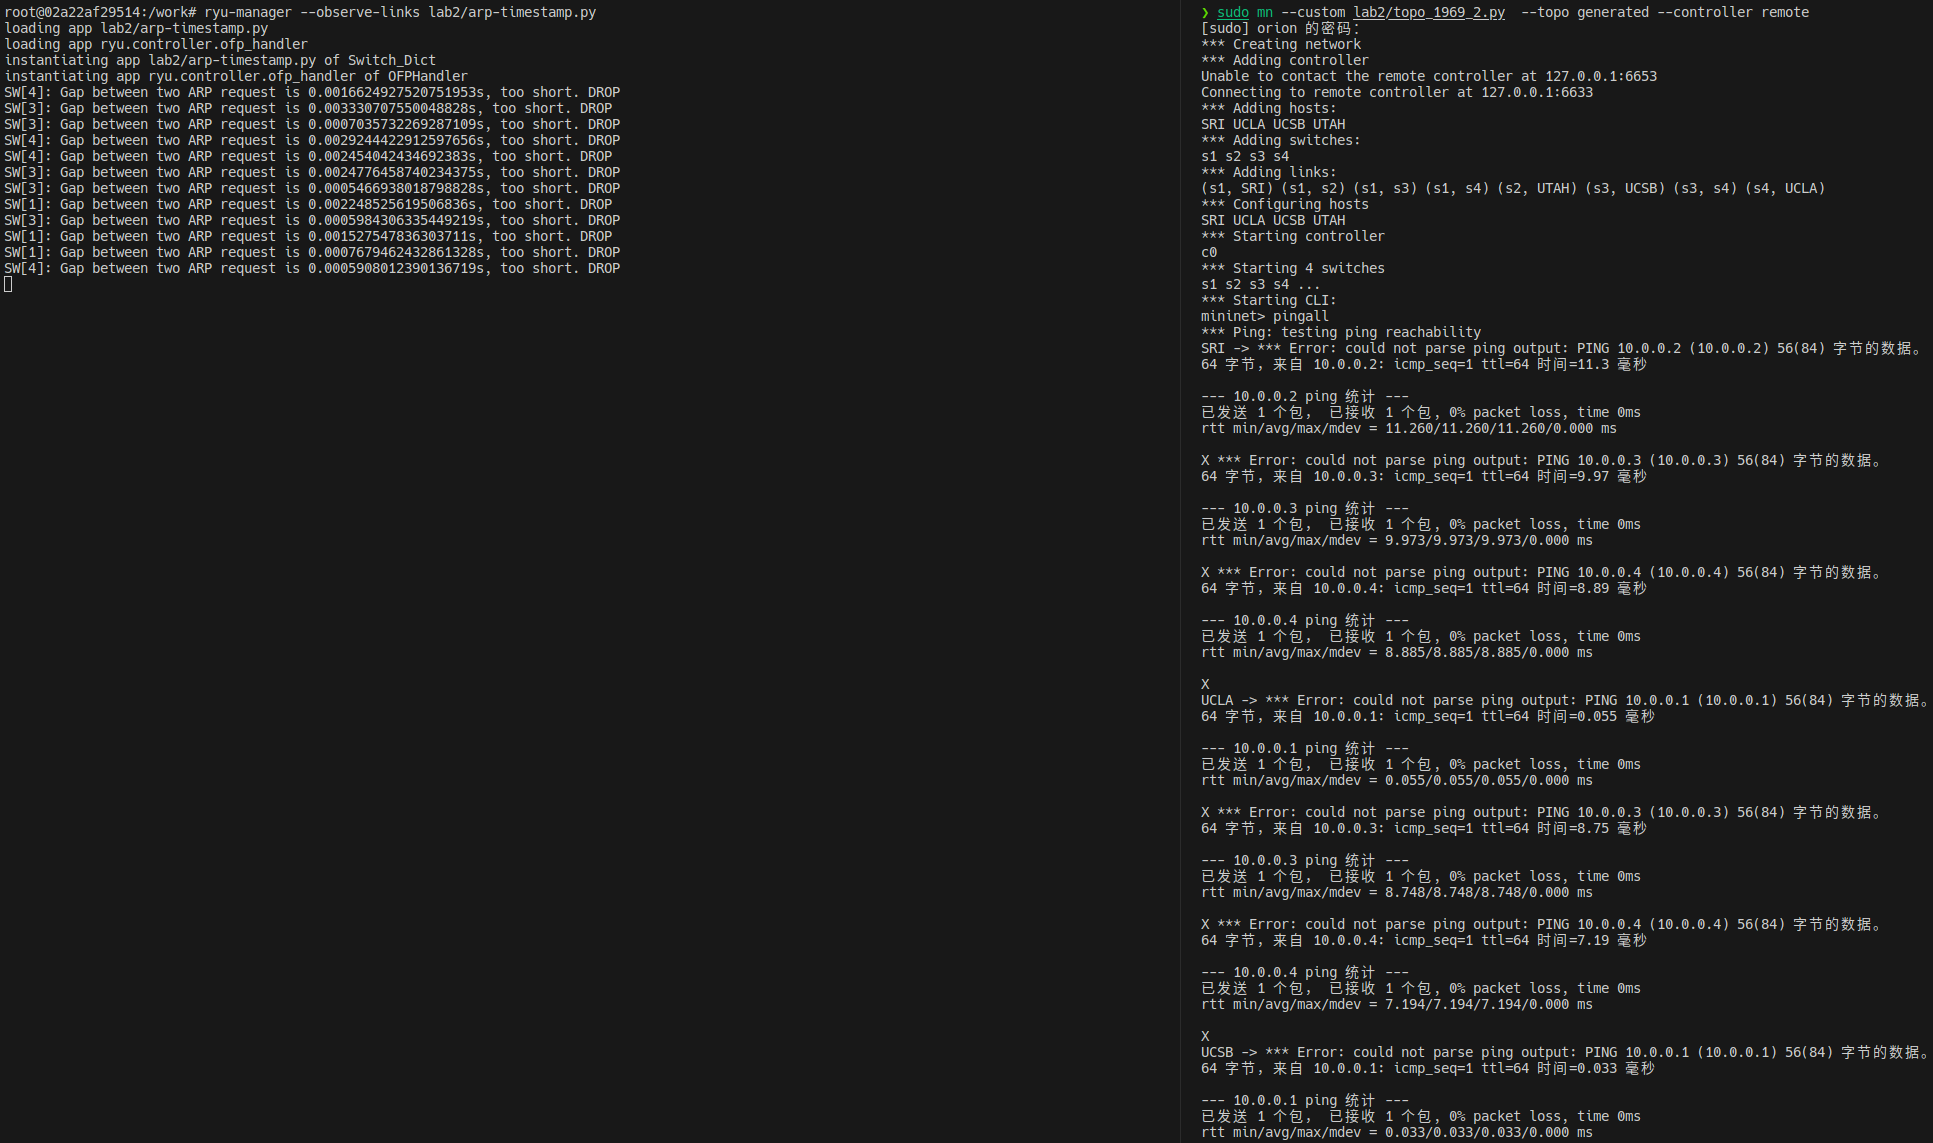 root@02a22af29514:/work# ryu-manager --observe-links lab2/arp-timestamp.py
loading app lab2/arp-timestamp.py
loading app ryu.controller.ofp_handler
instantiating app lab2/arp-timestamp.py of Switch_Dict
instantiating app ryu.controller.ofp_handler of OFPHandler
SW[4]: Gap between two ARP request is 0.0016624927520751953s, too short. DROP
SW[3]: Gap between two ARP request is 0.003330707550048828s, too short. DROP
SW[3]: Gap between two ARP request is 0.0007035732269287109s, too short. DROP
SW[4]: Gap between two ARP request is 0.0029244422912597656s, too short. DROP
SW[4]: Gap between two ARP request is 0.002454042434692383s, too short. DROP
SW[3]: Gap between two ARP request is 0.0024776458740234375s, too short. DROP
SW[3]: Gap between two ARP request is 0.0005466938018798828s, too short. DROP
SW[1]: Gap between two ARP request is 0.002248525619506836s, too short. DROP
SW[3]: Gap between two ARP request is 0.0005984306335449219s, too short. DROP
SW[1]: Gap between two ARP request is 0.001527547836303711s, too short. DROP
SW[1]: Gap between two ARP request is 0.0007679462432861328s, too short. DROP
SW[4]: Gap between two ARP request is 0.0005908012390136719s, too short. DROP
❯ sudo mn --custom lab2/topo_1969_2.py  --topo generated --controller remote
[sudo] orion 的密码：
*** Creating network
*** Adding controller
Unable to contact the remote controller at 127.0.0.1:6653
Connecting to remote controller at 127.0.0.1:6633
*** Adding hosts:
SRI UCLA UCSB UTAH
*** Adding switches:
s1 s2 s3 s4
*** Adding links:
(s1, SRI) (s1, s2) (s1, s3) (s1, s4) (s2, UTAH) (s3, UCSB) (s3, s4) (s4, UCLA)
*** Configuring hosts
SRI UCLA UCSB UTAH
*** Starting controller
c0
*** Starting 4 switches
s1 s2 s3 s4 ...
*** Starting CLI:
mininet> pingall
*** Ping: testing ping reachability
SRI -> *** Error: could not parse ping output: PING 10.0.0.2 (10.0.0.2) 56(84) 字节的数据。
64 字节，来自 10.0.0.2: icmp_seq=1 ttl=64 时间=11.3 毫秒

--- 10.0.0.2 ping 统计 ---
已发送 1 个包， 已接收 1 个包, 0% packet loss, time 0ms
rtt min/avg/max/mdev = 11.260/11.260/11.260/0.000 ms

X *** Error: could not parse ping output: PING 10.0.0.3 (10.0.0.3) 56(84) 字节的数据。
64 字节，来自 10.0.0.3: icmp_seq=1 ttl=64 时间=9.97 毫秒

--- 10.0.0.3 ping 统计 ---
已发送 1 个包， 已接收 1 个包, 0% packet loss, time 0ms
rtt min/avg/max/mdev = 9.973/9.973/9.973/0.000 ms

X *** Error: could not parse ping output: PING 10.0.0.4 (10.0.0.4) 56(84) 字节的数据。
64 字节，来自 10.0.0.4: icmp_seq=1 ttl=64 时间=8.89 毫秒

--- 10.0.0.4 ping 统计 ---
已发送 1 个包， 已接收 1 个包, 0% packet loss, time 0ms
rtt min/avg/max/mdev = 8.885/8.885/8.885/0.000 ms

X
UCLA -> *** Error: could not parse ping output: PING 10.0.0.1 (10.0.0.1) 56(84) 字节的数据。
64 字节，来自 10.0.0.1: icmp_seq=1 ttl=64 时间=0.055 毫秒

--- 10.0.0.1 ping 统计 ---
已发送 1 个包， 已接收 1 个包, 0% packet loss, time 0ms
rtt min/avg/max/mdev = 0.055/0.055/0.055/0.000 ms

X *** Error: could not parse ping output: PING 10.0.0.3 (10.0.0.3) 56(84) 字节的数据。
64 字节，来自 10.0.0.3: icmp_seq=1 ttl=64 时间=8.75 毫秒

--- 10.0.0.3 ping 统计 ---
已发送 1 个包， 已接收 1 个包, 0% packet loss, time 0ms
rtt min/avg/max/mdev = 8.748/8.748/8.748/0.000 ms

X *** Error: could not parse ping output: PING 10.0.0.4 (10.0.0.4) 56(84) 字节的数据。
64 字节，来自 10.0.0.4: icmp_seq=1 ttl=64 时间=7.19 毫秒

--- 10.0.0.4 ping 统计 ---
已发送 1 个包， 已接收 1 个包, 0% packet loss, time 0ms
rtt min/avg/max/mdev = 7.194/7.194/7.194/0.000 ms

X
UCSB -> *** Error: could not parse ping output: PING 10.0.0.1 (10.0.0.1) 56(84) 字节的数据。
64 字节，来自 10.0.0.1: icmp_seq=1 ttl=64 时间=0.033 毫秒

--- 10.0.0.1 ping 统计 ---
已发送 1 个包， 已接收 1 个包, 0% packet loss, time 0ms
rtt min/avg/max/mdev = 0.033/0.033/0.033/0.000 ms